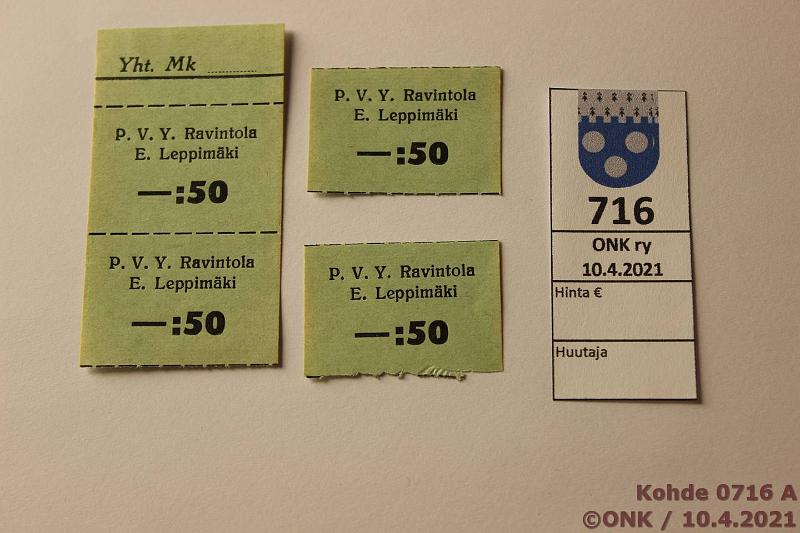 Yht. Mk ..........
P. V. Y. Ravintola
E. Leppimäki
—:50
P. V. Y. Ravintola
E. Leppimäki
—:50
P. V. Y. Ravintola
E. Leppimäki
—:50
P. V. Y. Ravintola
E. Leppimäki
—:50
716
ONK ry
10.4.2021
Hinta €
Huutaja
Kohde 0716 A
©ONK / 10.4.2021